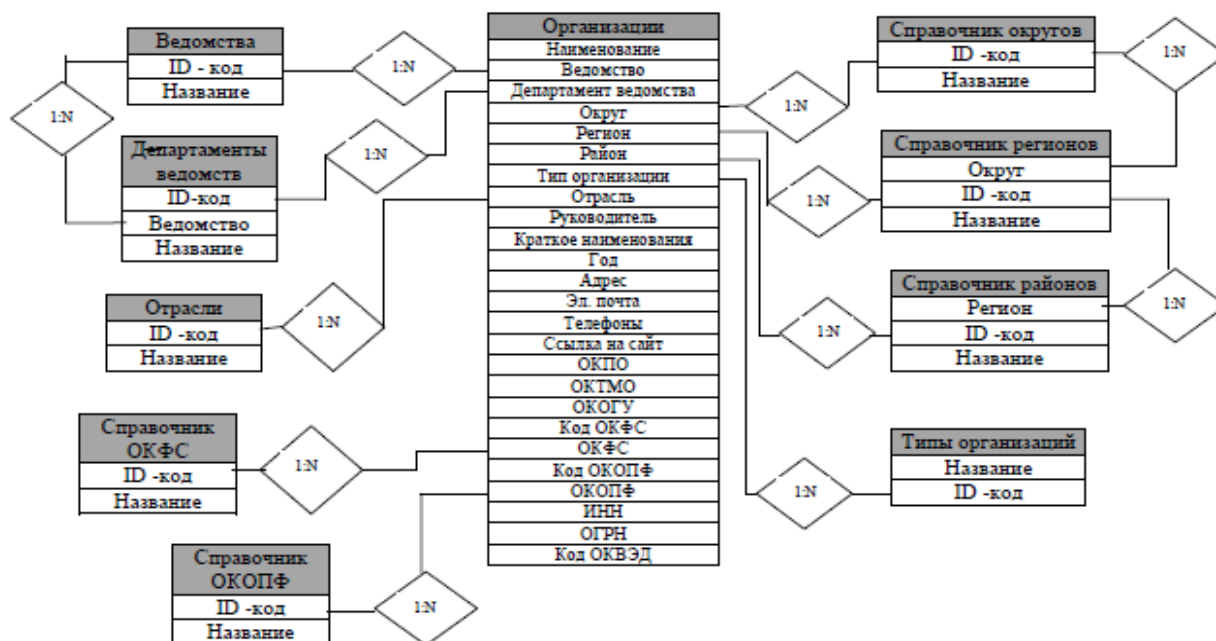 Ведомства
ID - код
Название
1:N
1:N
Департаменты
ведомств
ID-код
Ведомство
Название
1:N
Отрасли
ID -код
Название
1:N
Справочник
ОКФС
ID -код
Название
1:N
Справочник
ОКОПФ
ID -код
Название
1:N
Организации
Наименование
Ведомство
Департамент ведомства
Округ
Регион
Район
Тип организации
Отрасль
Руководитель
Краткое наименования
Год
Адрес
Эл. почта
Телефоны
Ссылка на сайт
ОКПО
ОКТМО
ОКОГУ
Код ОКФС
ОКФС
Код ОКОПФ
ОКОПФ
ИНН
ОГРН
Код ОКВЭД
1:N
Справочник округов
ID -код
Название
1:N
1:N
Справочник регионов
Округ
ID -код
Название
1:N
Справочник районов
Регион
ID -код
Название
1:N
1:N
Типы организаций
Название
ID -код